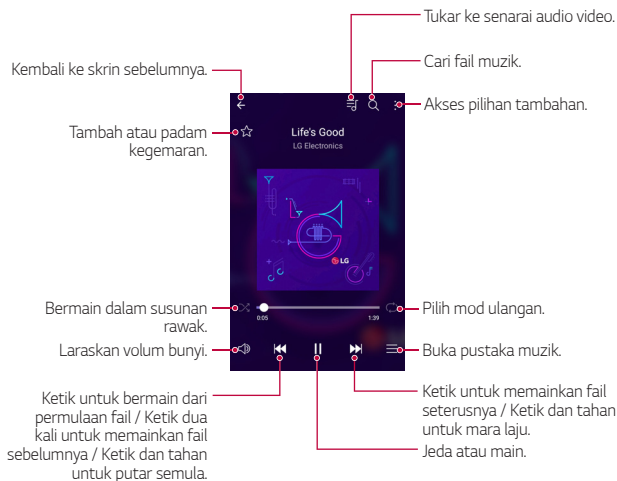 Tukar ke senarai audio video.
Cari fail muzik.
Kembali ke skrin sebelumnya.
Akses pilihan tambahan.
Tambah atau padam
kegemaran.
Life's Good
LG Electronics
LG
Bermain dalam susunan
rawak.
0:05
1:39
Pilih mod ulangan.
Laraskan volum bunyi.
Buka pustaka muzik.
Ketik untuk bermain dari
permulaan fail / Ketik dua
kali untuk memainkan fail
sebelumnya / Ketik dan tahan
untuk putar semula.
Ketik untuk memainkan fail
seterusnya / Ketik dan tahan
untuk mara laju.
Jeda atau main.